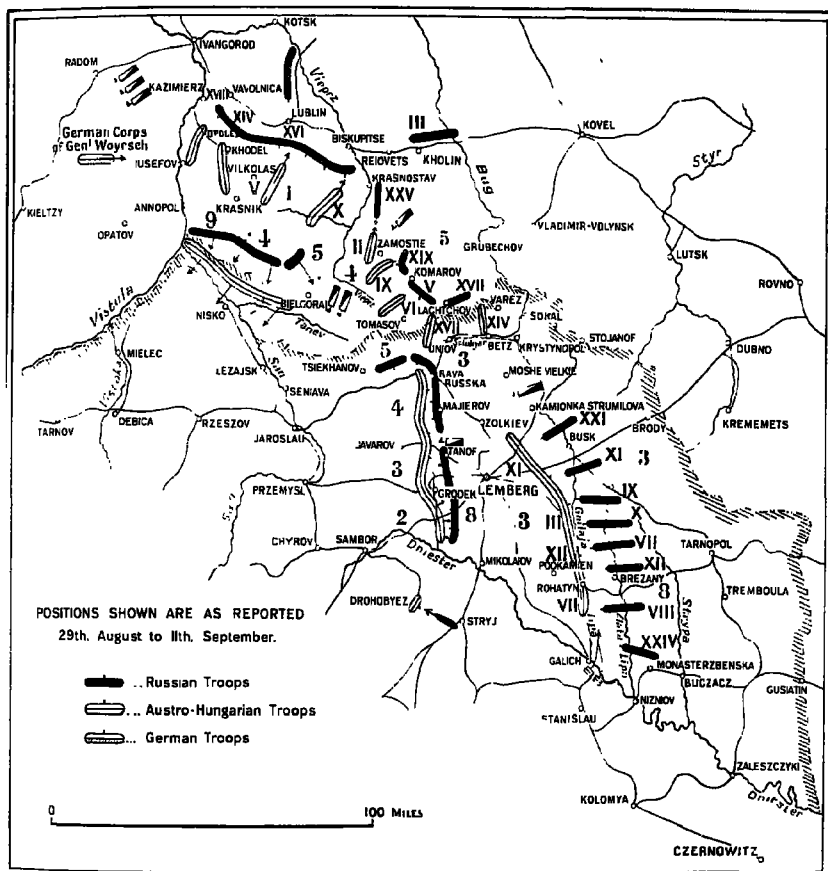 KOTSK
IVANGOROD
RADOM
KAZIMIERZ
XVIII
VAVOLNICA
Vieprz
LUBLIN
XIV
XVI
III
KOVEL
German Corps
of Genl Woyrsch
OPOLE
BISKUPITSE
REIOVETS
KHOLIN
Bug
Styr
IUSEFOV
KHODEL
VILKOLAS
V
I
X
KRASNOSTAV
XXV
KIELTZY
ANNOPOL
KRASNIK
VLADIMIR-VOLYNSK
OPATOV
9
4
5
II
ZAMOSTIE
5
GRUBECHOV
LUTSK
XIX
KOMAROV
IX
V
XVII
ROVNO
4
VI
LACHTCHOV
VAREZ
BIELGORAI
Vistula
NISKO
Tanev
TOMASOV
XVII
XIV
SOKAL
STOJANOF
UNIOV
BETZ
KRYSTYNOPOL
DUBNO
MIELEC
San
TSIEKHANOV
5
3
MOSHE VIELKIE
LEZAJSK
SENIAVA
RAVA
RUSSKA
KAMIONKA STRUMILOVA
KREMEMETS
4
MAJIEROV
ZOLKIEV
XXI
BUSK
BRODY
TARNOV
DEBICA
RZESZOV
JAROSLAU
JAVAROV
XI
XI
3
3
LEMBERG
GRODEK
IX
PRZEMYSL
III
X
2
8
3
VII
TARNOPOL
CHYROV
SAMBOR
Dniester
XII
XII
MIKOLAIOV
PODKAMIEN
BREZANY
ROHATYN
8
TREMBOULA
DROHOBYEZ
VII
VIII
STRYJ
Strypa
XXIV
GALICH
MONASTERZBENSKA
BUCZACZ
GUSIATIN
NIZNIOV
STANISLAU
POSITIONS SHOWN ARE AS REPORTED
29th. August to 11th. September.
.. Russian Troops
... Austro-Hungarian Troops
... German Troops
ZALESZCZYKI
Dniester
0 100 MILES
KOLOMYA
CZERNOWITZ